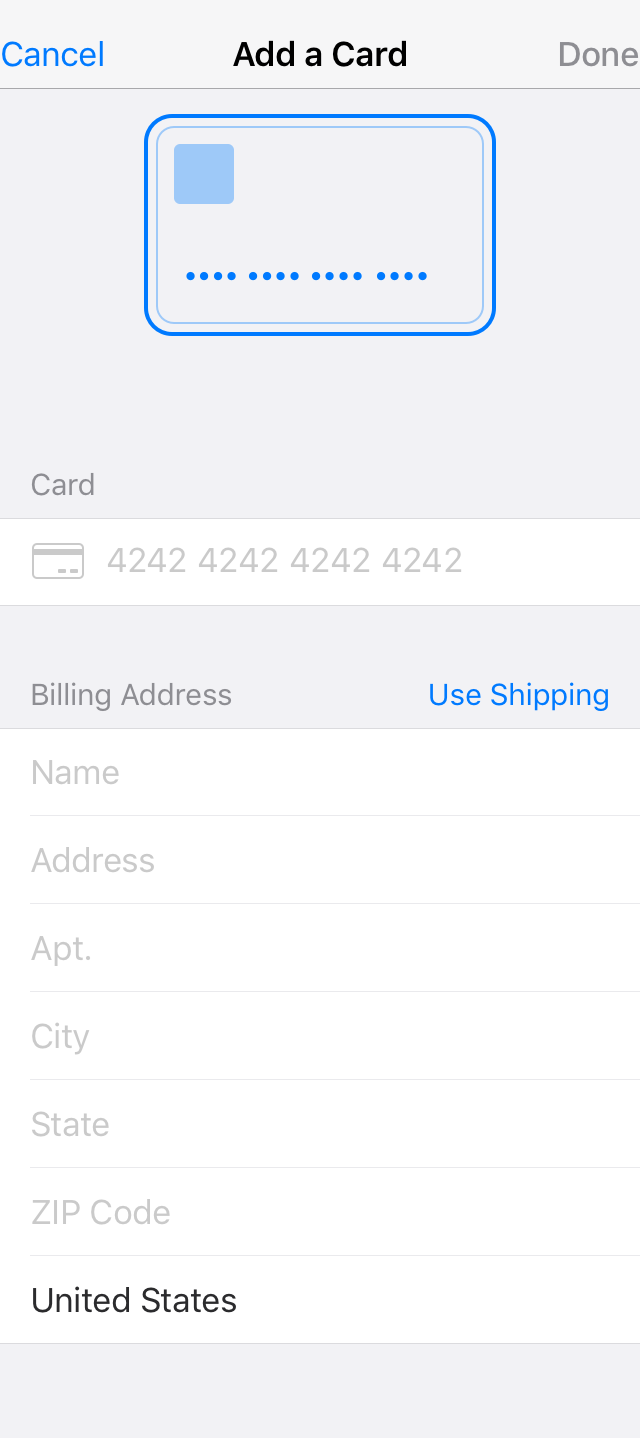 Cancel Add a Card Done
•••• •••• •••• ••••
Card
4242 4242 4242 4242
Billing Address Use Shipping
Name
Address
Apt.
City
State
ZIP Code
United States